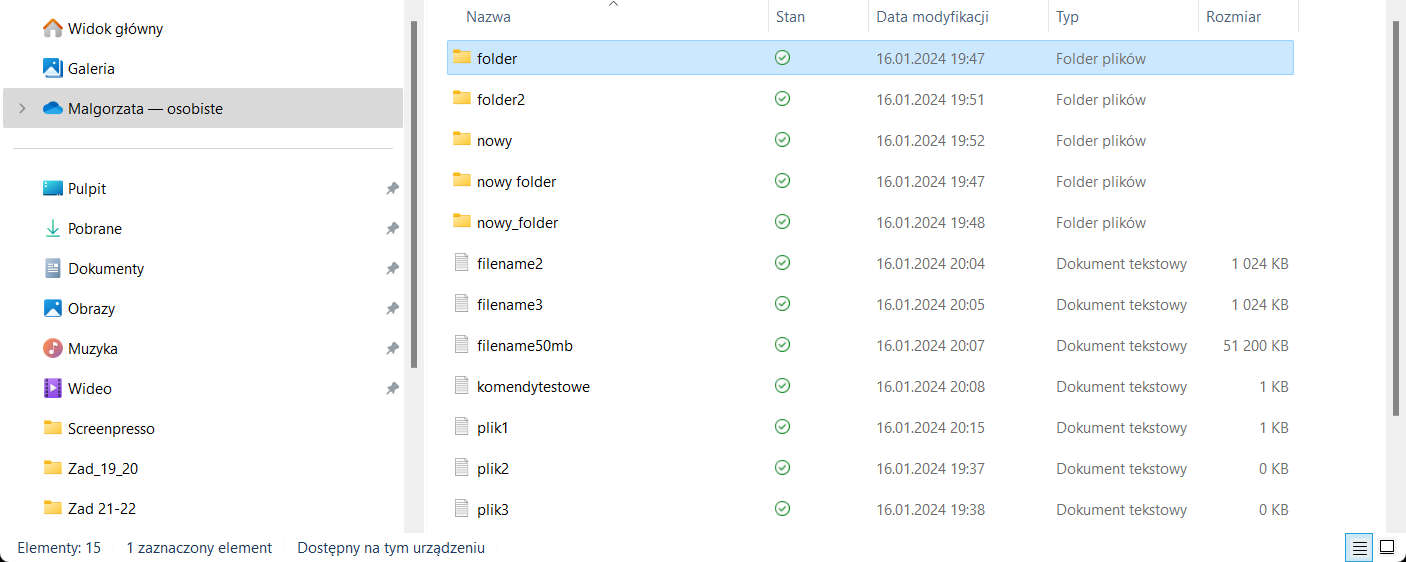 Widok główny
Galeria
Malgorzata — osobiste
Pulpit
Pobrane
Dokumenty
Obrazy
Muzyka
Wideo
Screenpresso
Zad_19_20
Zad 21-22
Nazwa Stan Data modyfikacji Typ Rozmiar
folder 16.01.2024 19:47 Folder plików
folder2 16.01.2024 19:51 Folder plików
nowy 16.01.2024 19:52 Folder plików
nowy folder 16.01.2024 19:47 Folder plików
nowy_folder 16.01.2024 19:48 Folder plików
filename2 16.01.2024 20:04 Dokument tekstowy 1 024 KB
filename3 16.01.2024 20:05 Dokument tekstowy 1 024 KB
filename50mb 16.01.2024 20:07 Dokument tekstowy 51 200 KB
komendytestowe 16.01.2024 20:08 Dokument tekstowy 1 KB
plik1 16.01.2024 20:15 Dokument tekstowy 1 KB
plik2 16.01.2024 19:37 Dokument tekstowy 0 KB
plik3 16.01.2024 19:38 Dokument tekstowy 0 KB
Elementy: 15 1 zaznaczony element Dostępny na tym urządzeniu